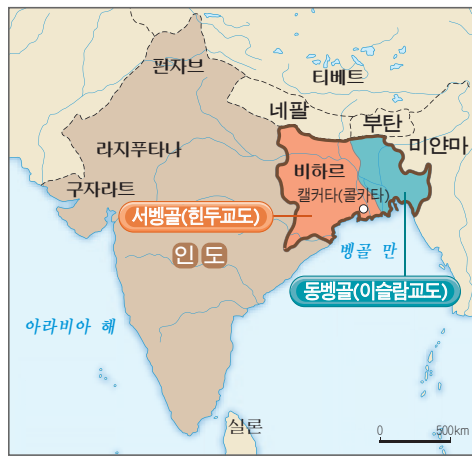 펀자브
티베트
네팔
부탄
미얀마
라지푸타나
비하르
구자라트
캘커타(콜카타)
서벵골(힌두교도)
인도
벵골 만
동벵골(이슬람교도)
아라비아 해
실론
0 500km